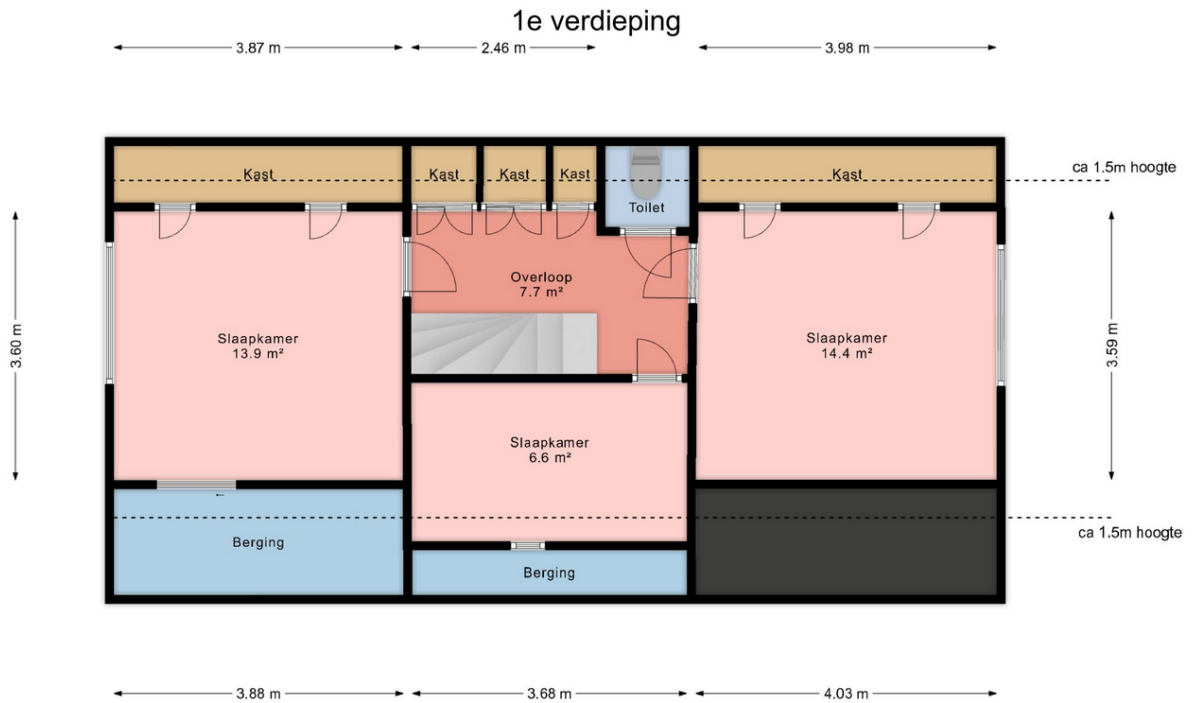 1e verdieping
3.87 m
2.46 m
3.98 m
ca 1.5m hoogte
Kast
Kast
Kast
Kast
Kast
Toilet
Overloop
7.7 m²
3.60 m
Slaapkamer
13.9 m²
Slaapkamer
14.4 m²
3.59 m
Slaapkamer
6.6 m²
ca 1.5m hoogte
Berging
Berging
3.88 m
3.68 m
4.03 m